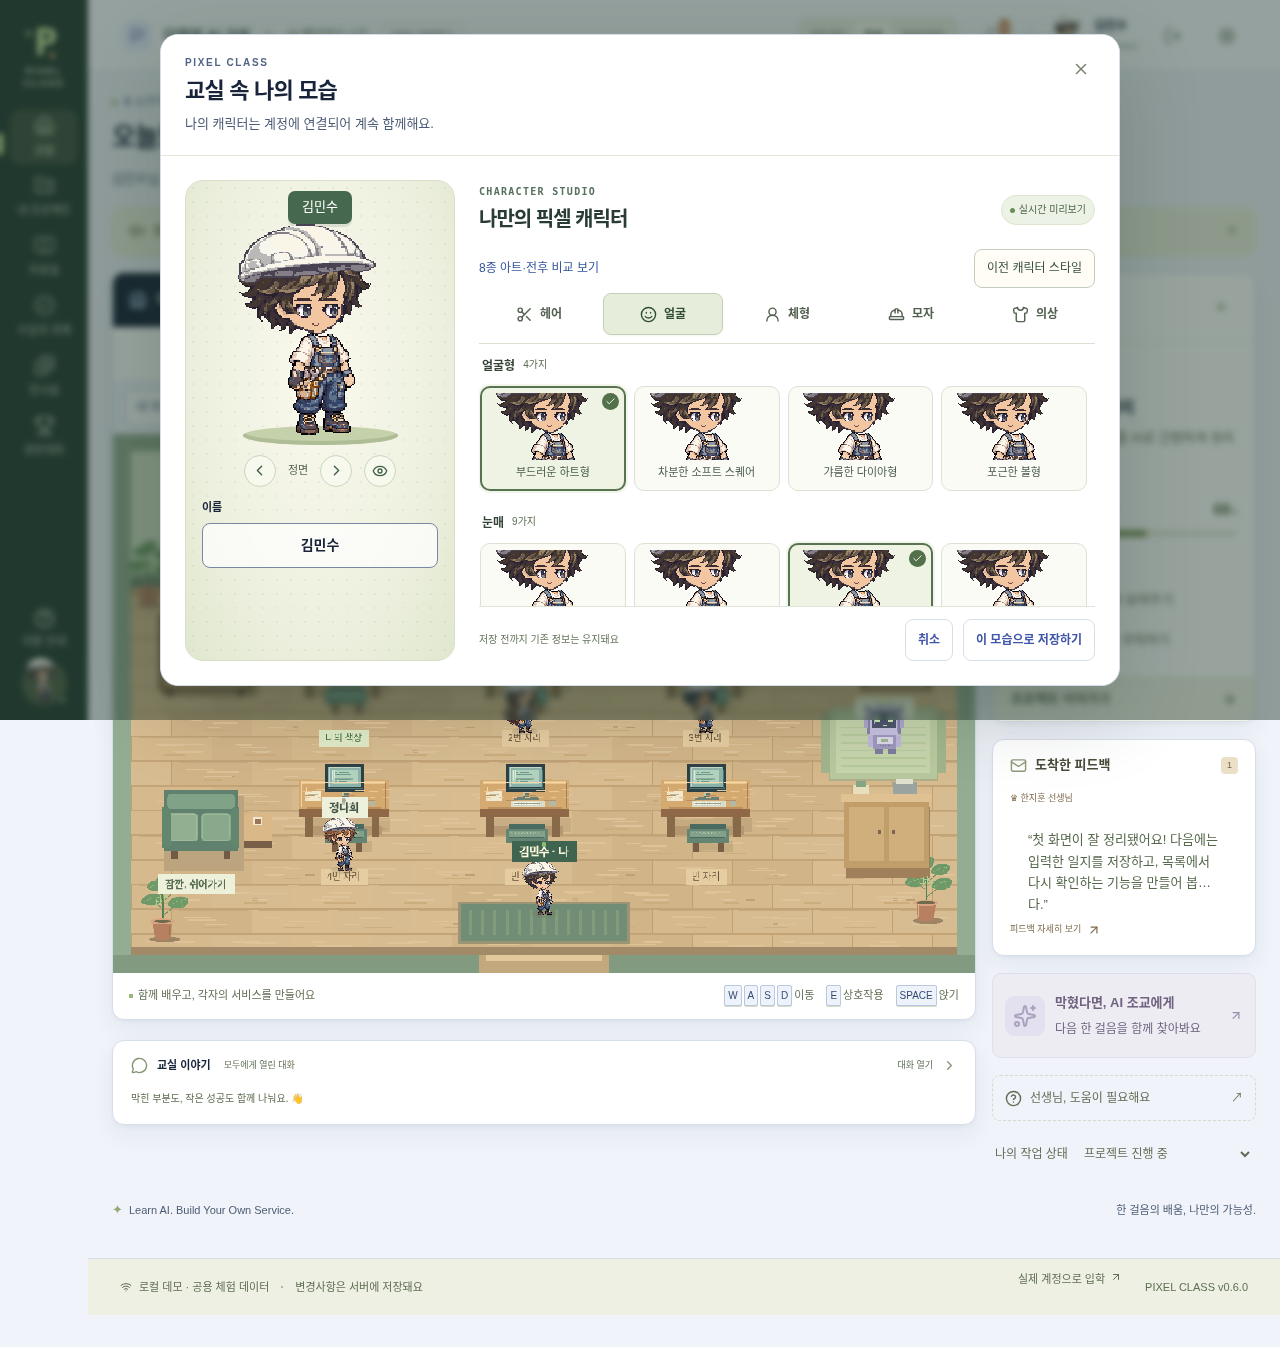 PIXEL CLASS
교실 속 나의 모습
나의 캐릭터는 계정에 연결되어 계속 함께해요.
김민수
정면
이름
김민수
CHARACTER STUDIO
나만의 픽셀 캐릭터
실시간 미리보기
8종 아트·전후 비교 보기
이전 캐릭터 스타일
헤어
얼굴
체형
모자
의상
얼굴형 4가지
부드러운 하트형
차분한 소프트 스퀘어
갸름한 다이아형
포근한 볼형
눈매 9가지
저장 전까지 기존 정보는 유지돼요
취소
이 모습으로 저장하기
나의 책상
2번 자리
3번 자리
정나희
김민수 · 나
4번 자리
잠깐, 쉬어가기
함께 배우고, 각자의 서비스를 만들어요
W A S D 이동 E 상호작용 SPACE 앉기
교실 이야기 모두에게 열린 대화
대화 열기
막힌 부분도, 작은 성공도 함께 나눠요. 👋
도착한 피드백 1
한지훈 선생님
“첫 화면이 잘 정리됐어요! 다음에는
입력한 일지를 저장하고, 목록에서
다시 확인하는 기능을 만들어 봅…
다.”
피드백 자세히 보기
막혔다면, AI 조교에게
다음 한 걸음을 함께 찾아봐요
선생님, 도움이 필요해요
나의 작업 상태 프로젝트 진행 중
Learn AI. Build Your Own Service.
한 걸음의 배움, 나만의 가능성.
로컬 데모 · 공용 체험 데이터 · 변경사항은 서버에 저장돼요
실제 계정으로 입학
PIXEL CLASS v0.6.0